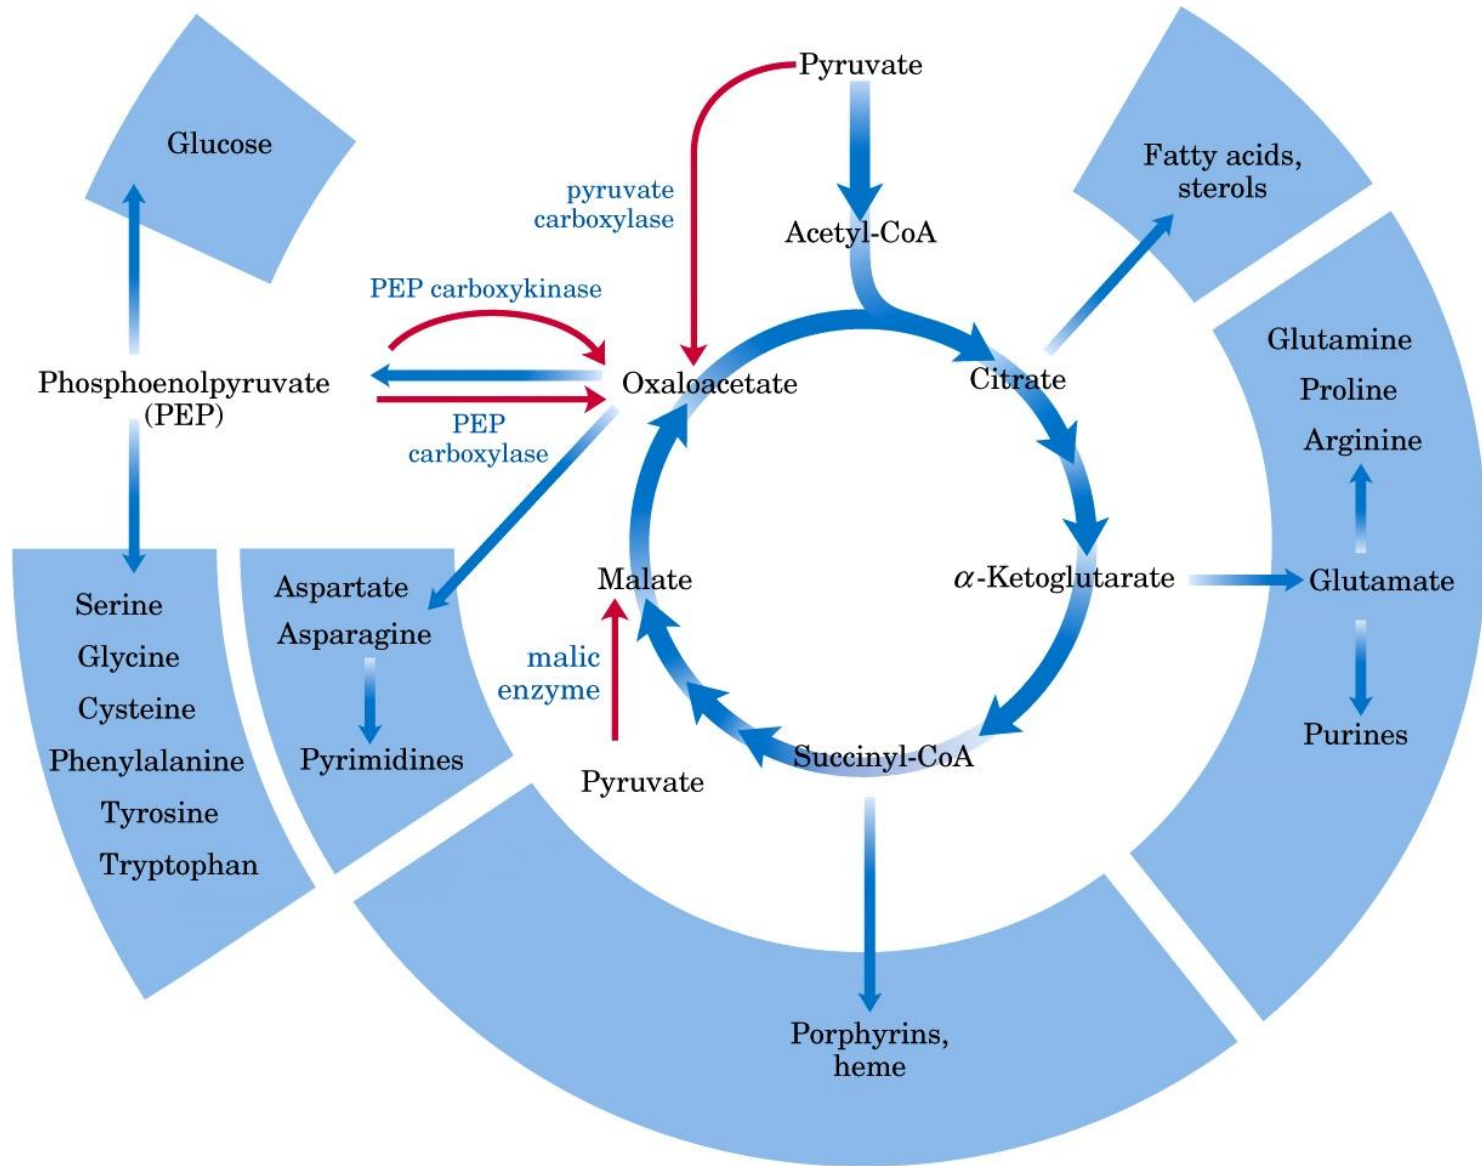 Pyruvate
Glucose
Fatty acids,
sterols
pyruvate
carboxylase
Acetyl-CoA
PEP carboxykinase
Glutamine
Phosphoenolpyruvate
(PEP)
Oxaloacetate
Citrate
Proline
PEP
carboxylase
Arginine
Serine
Aspartate
Malate
α-Ketoglutarate
Glutamate
Glycine
Asparagine
malic
enzyme
Cysteine
Phenylalanine
Pyrimidines
Pyruvate
Succinyl-CoA
Purines
Tyrosine
Tryptophan
Porphyrins,
heme